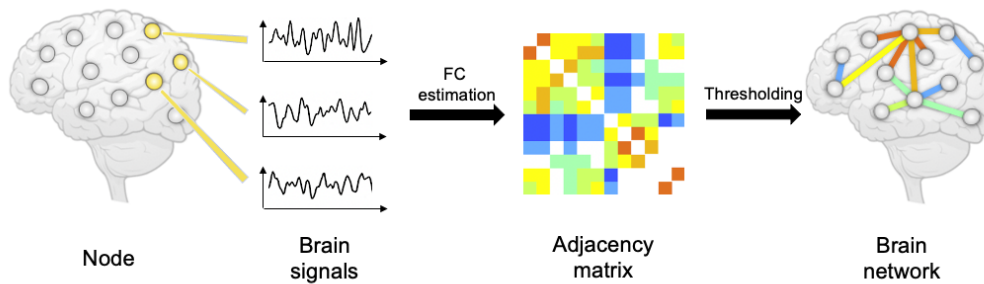 FC
estimation
Thresholding
Node
Brain
signals
Adjacency
matrix
Brain
network